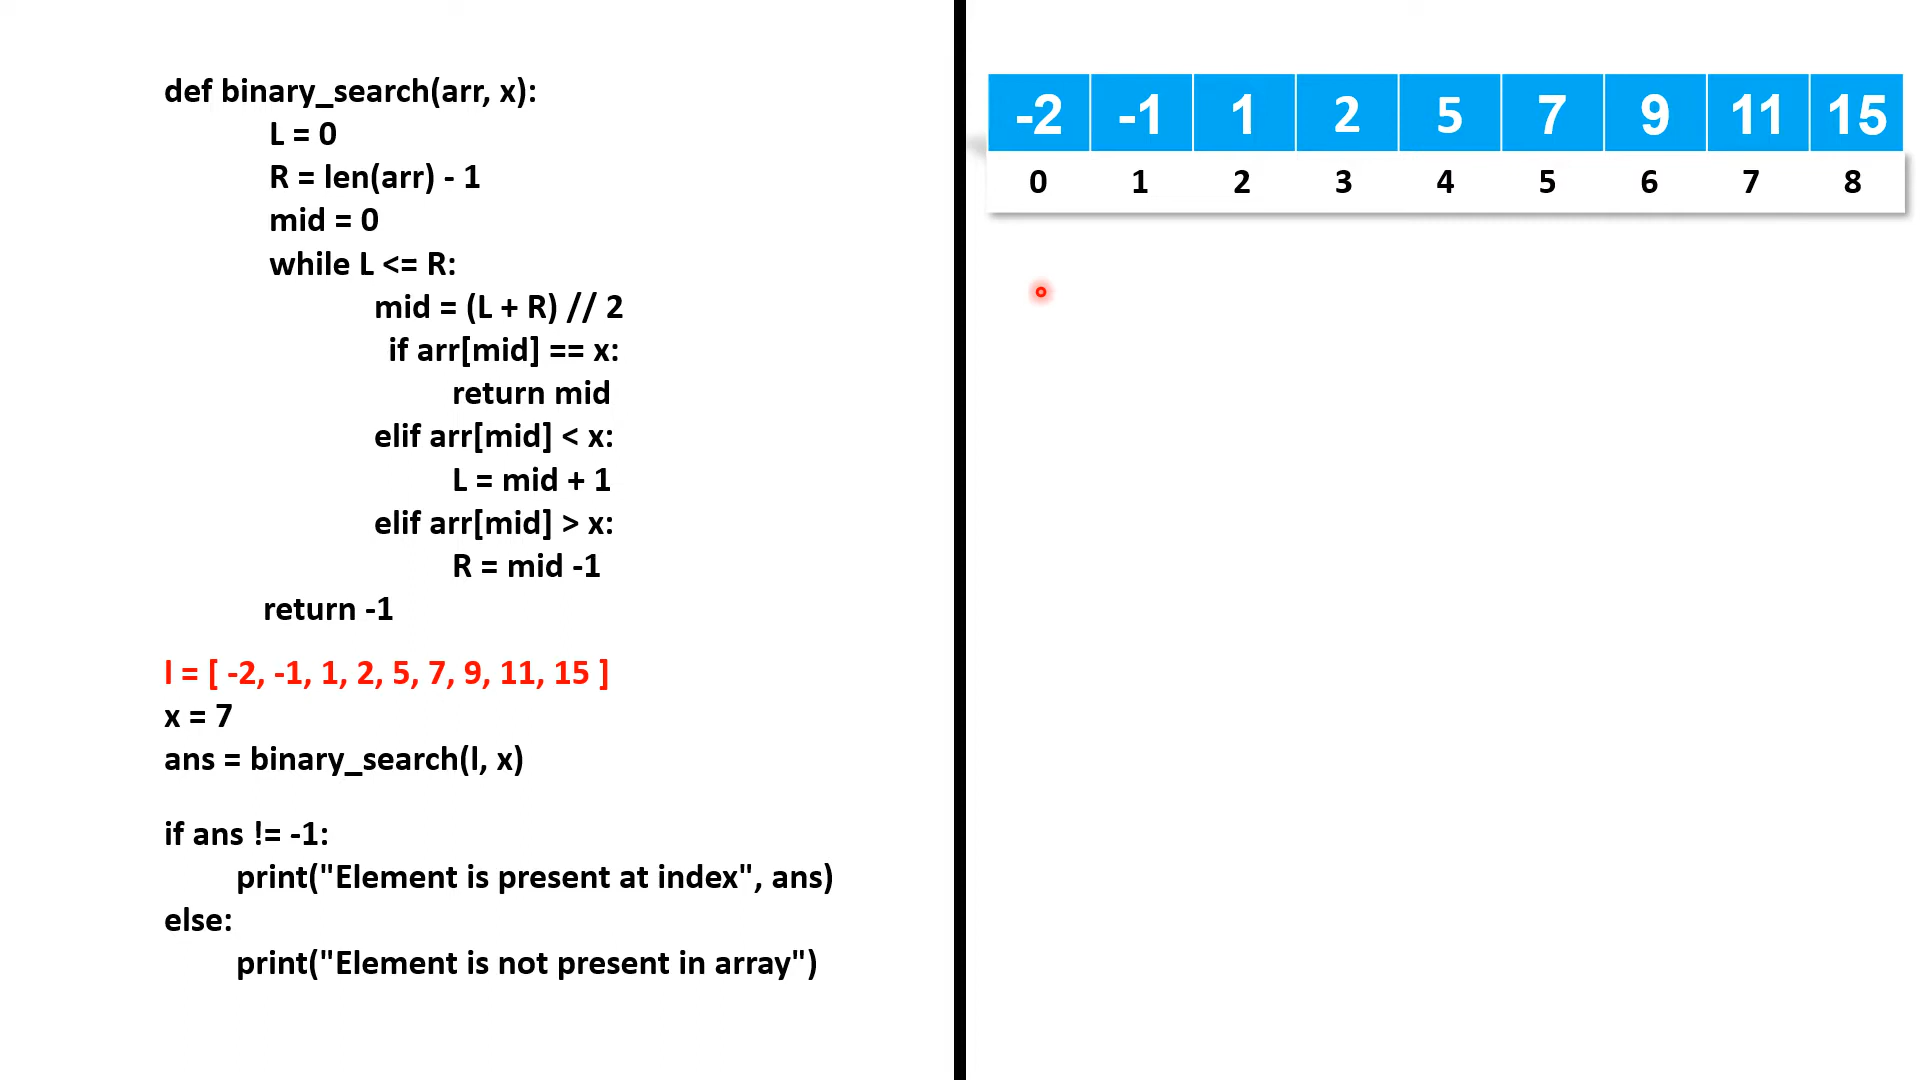 def binary_search(arr, x):
L = 0
R = len(arr) - 1
mid = 0
while L <= R:
mid = (L + R) // 2
if arr[mid] == x:
return mid
elif arr[mid] < x:
L = mid + 1
elif arr[mid] > x:
R = mid -1
return -1
l = [ -2, -1, 1, 2, 5, 7, 9, 11, 15 ]
x = 7
ans = binary_search(l, x)
if ans != -1:
print("Element is present at index", ans)
else:
print("Element is not present in array")
-2 -1 1 2 5 7 9 11 15
0 1 2 3 4 5 6 7 8